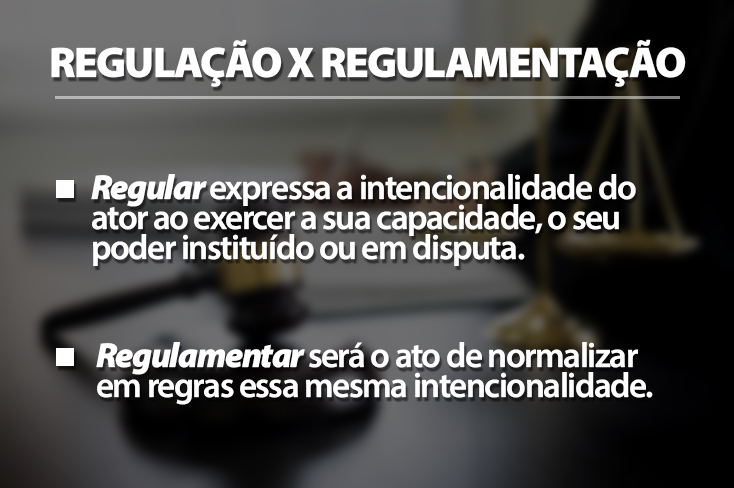 REGULAÇÃO X REGULAMENTAÇÃO
Regular expressa a intencionalidade do
ator ao exercer a sua capacidade, o seu
poder instituído ou em disputa.
Regulamentar será o ato de normalizar
em regras essa mesma intencionalidade.